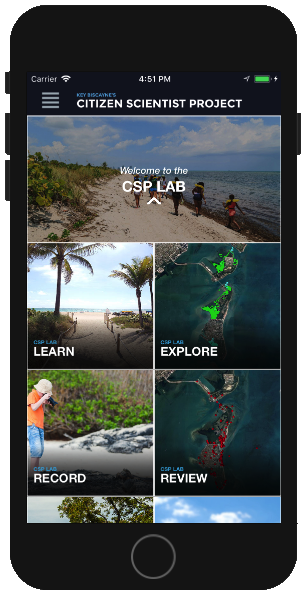 Carrier 4:51 PM
KEY BISCAYNE'S
CITIZEN SCIENTIST PROJECT
Welcome to the
CSP LAB
CSP LAB
LEARN
CSP LAB
EXPLORE
CSP LAB
RECORD
CSP LAB
REVIEW